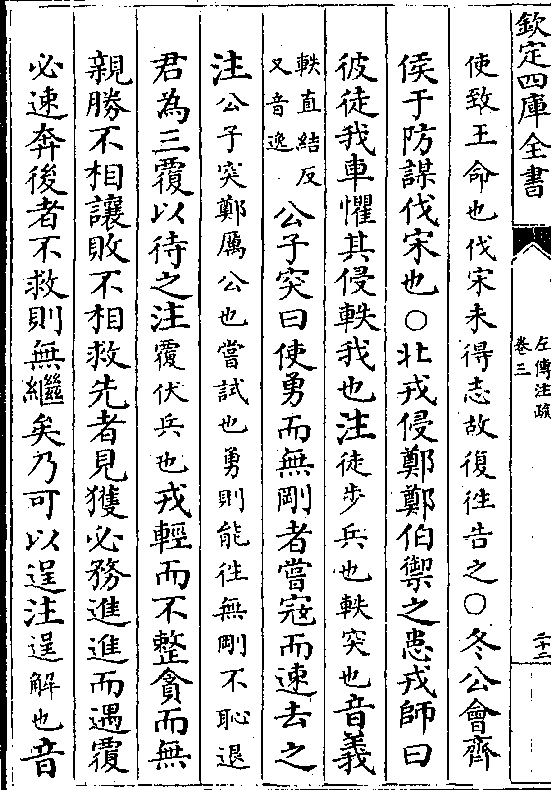 欽定四庫全書
左傳注疏
卷三
二十二
使致王命也伐宋未得志故復徃告之○冬公會齊
侯于防謀伐宋也○北戎侵鄭鄭伯禦之患戎師曰
彼徒我車懼其侵軼我也注徒步兵也軼突也音義
軼直結反
又音逸
公子突曰使勇而無剛者嘗宼而速去之
注公子突鄭厲公也嘗試也勇則能徃無剛不恥退
君為三覆以待之注覆伏兵也戎輕而不整貪而無
親勝不相讓敗不相救先者見獲必務進進而遇覆
必速奔後者不救則無繼矣乃可以逞注逞解也音